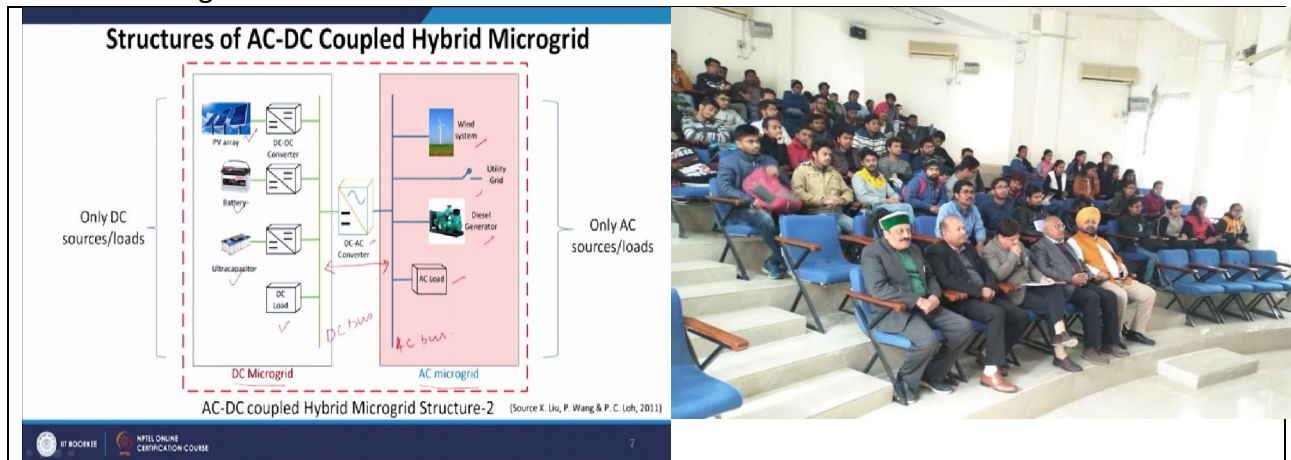 Structures of AC-DC Coupled Hybrid Microgrid
Only DC
sources/loads
PV array
DC-DC
Converter
Battery
Ultracapacitor
DC
Load
DC-AC
Converter
DC bus
DC Microgrid
Wind
system
Utility
Grid
Diesel
Generator
AC Load
AC bus.
AC microgrid
Only AC
sources/loads
AC-DC coupled Hybrid Microgrid Structure-2
(Source X. Liu, P. Wang & P. C. Loh, 2011)
IIT ROORKEE
NPTEL ONLINE
CERTIFICATION COURSE
7